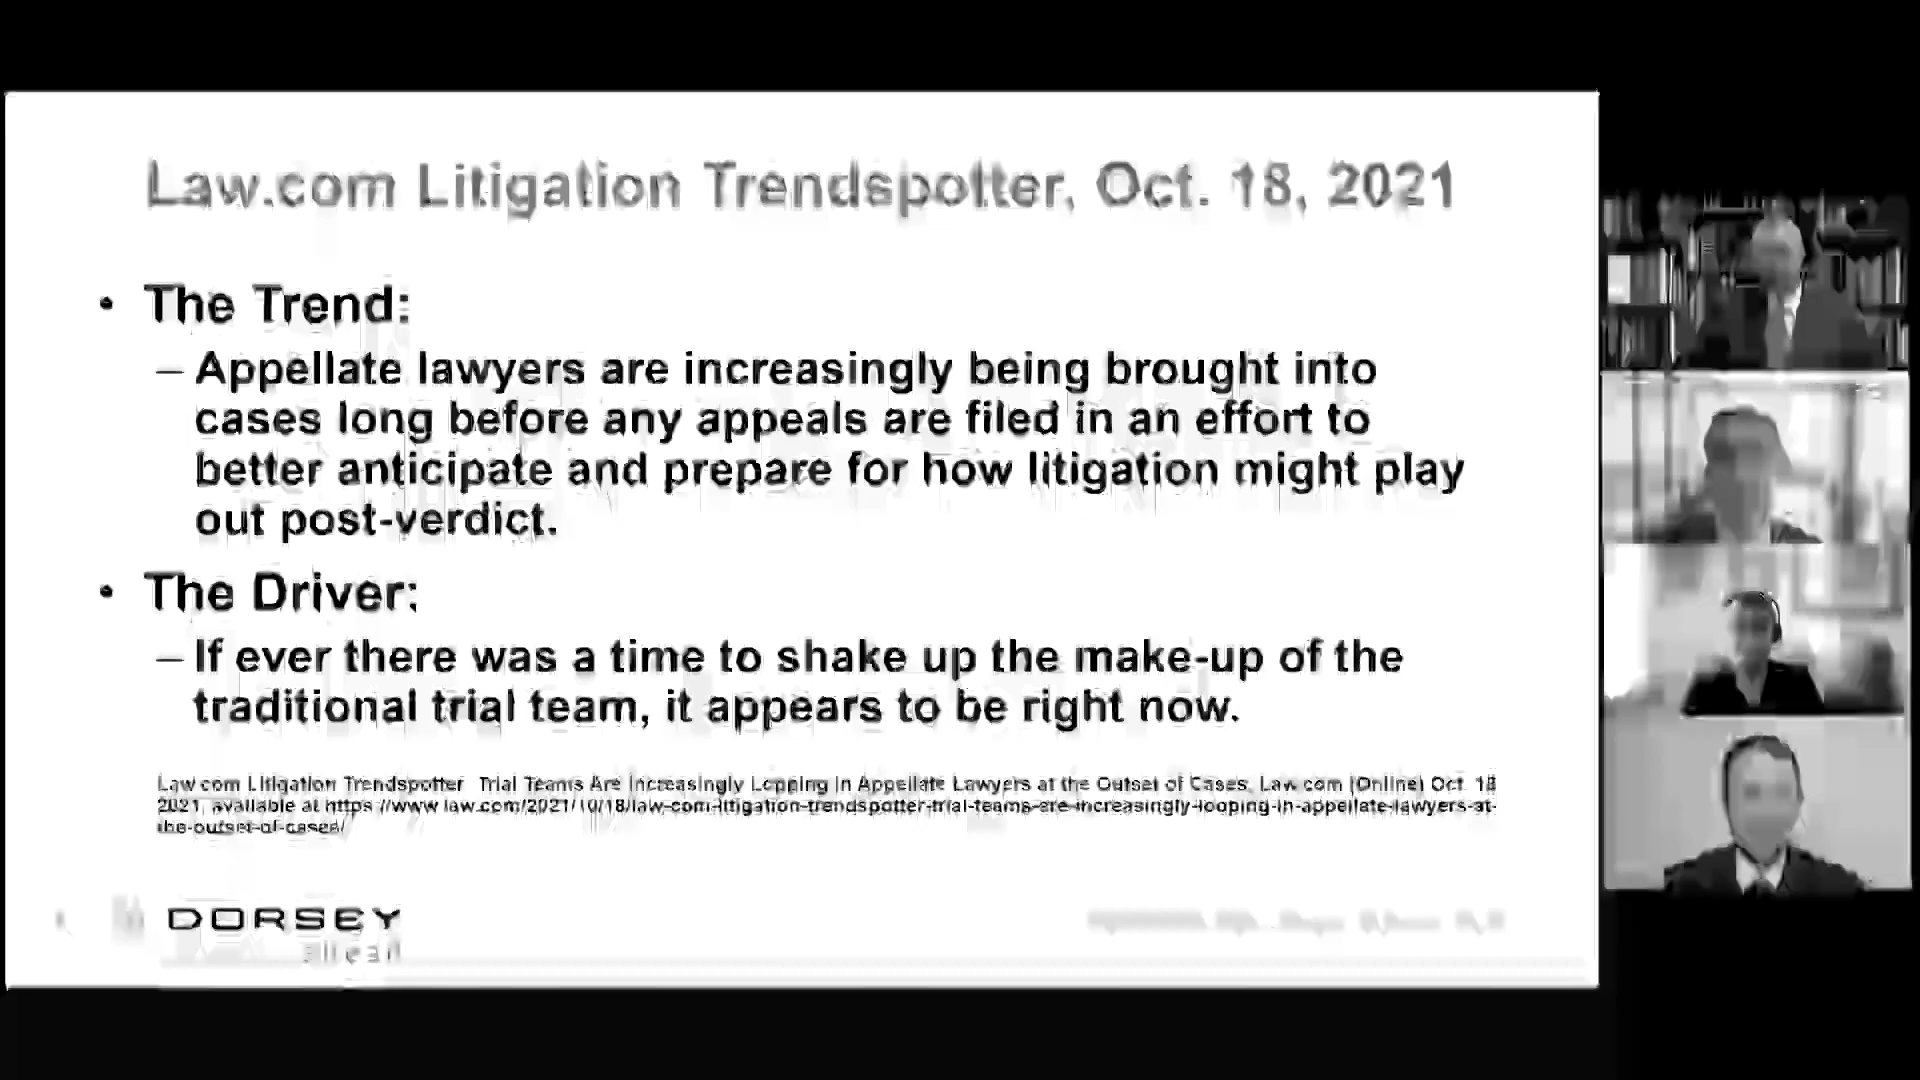 Law.com Litigation Trendspotter, Oct. 18, 2021
• The Trend:
– Appellate lawyers are increasingly being brought into
cases long before any appeals are filed in an effort to
better anticipate and prepare for how litigation might play
out post-verdict.
• The Driver:
– If ever there was a time to shake up the make-up of the
traditional trial team, it appears to be right now.
Law.com Litigation Trendspotter Trial Teams Are Increasingly Looping In Appellate Lawyers at the Outset of Cases, Law.com (Online) Oct. 18
2021, available at https://www.law.com/2021/10/18/law-com-litigation-trendspotter-trial-teams-are-increasingly-looping-in-appellate-lawyers-at-
the-outset-of-cases/
DORSEY